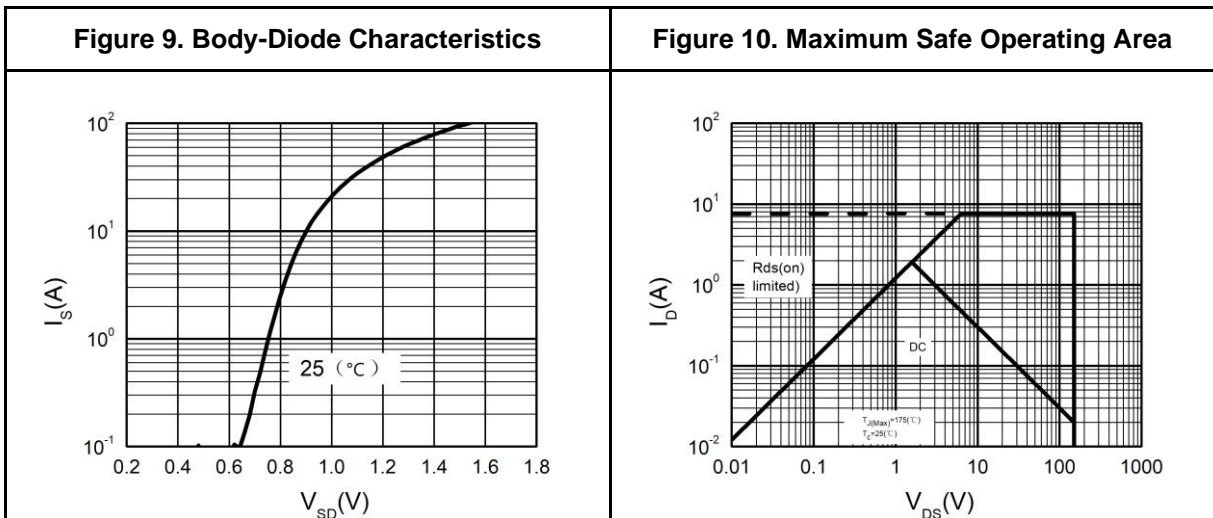 Figure 9. Body-Diode Characteristics
Figure 10. Maximum Safe Operating Area
10²
10¹
10⁰
10⁻¹
I_S(A)
25（℃）
0.2 0.4 0.6 0.8 1.0 1.2 1.4 1.6 1.8
V_SD(V)
10²
10¹
10⁰
10⁻¹
10⁻²
I_D(A)
Rds(on)
limited)
DC
T_J(Max)=175(℃)
T_c=25(℃)
0.01 0.1 1 10 100 1000
V_DS(V)